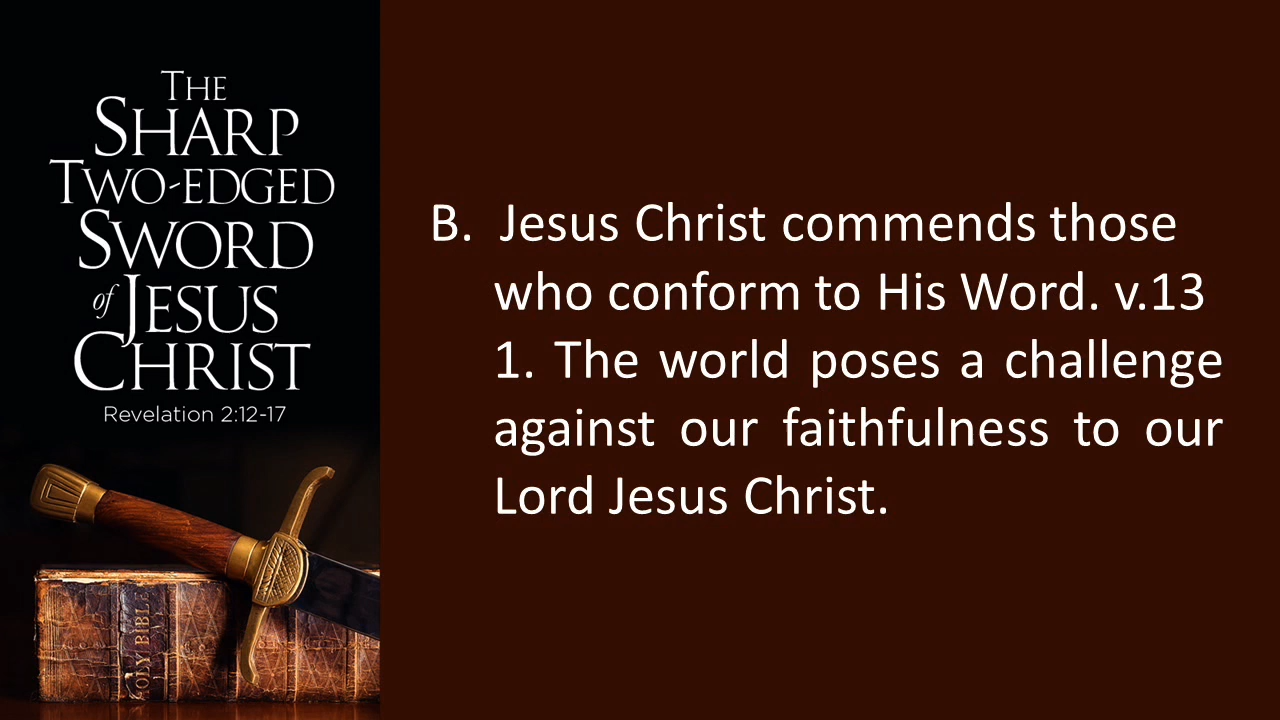 THE
SHARP
TWO-EDGED
SWORD
of JESUS
CHRIST
Revelation 2:12-17
HOLY BIBLE
B. Jesus Christ commends those
who conform to His Word. v.13
1. The world poses a challenge
against our faithfulness to our
Lord Jesus Christ.